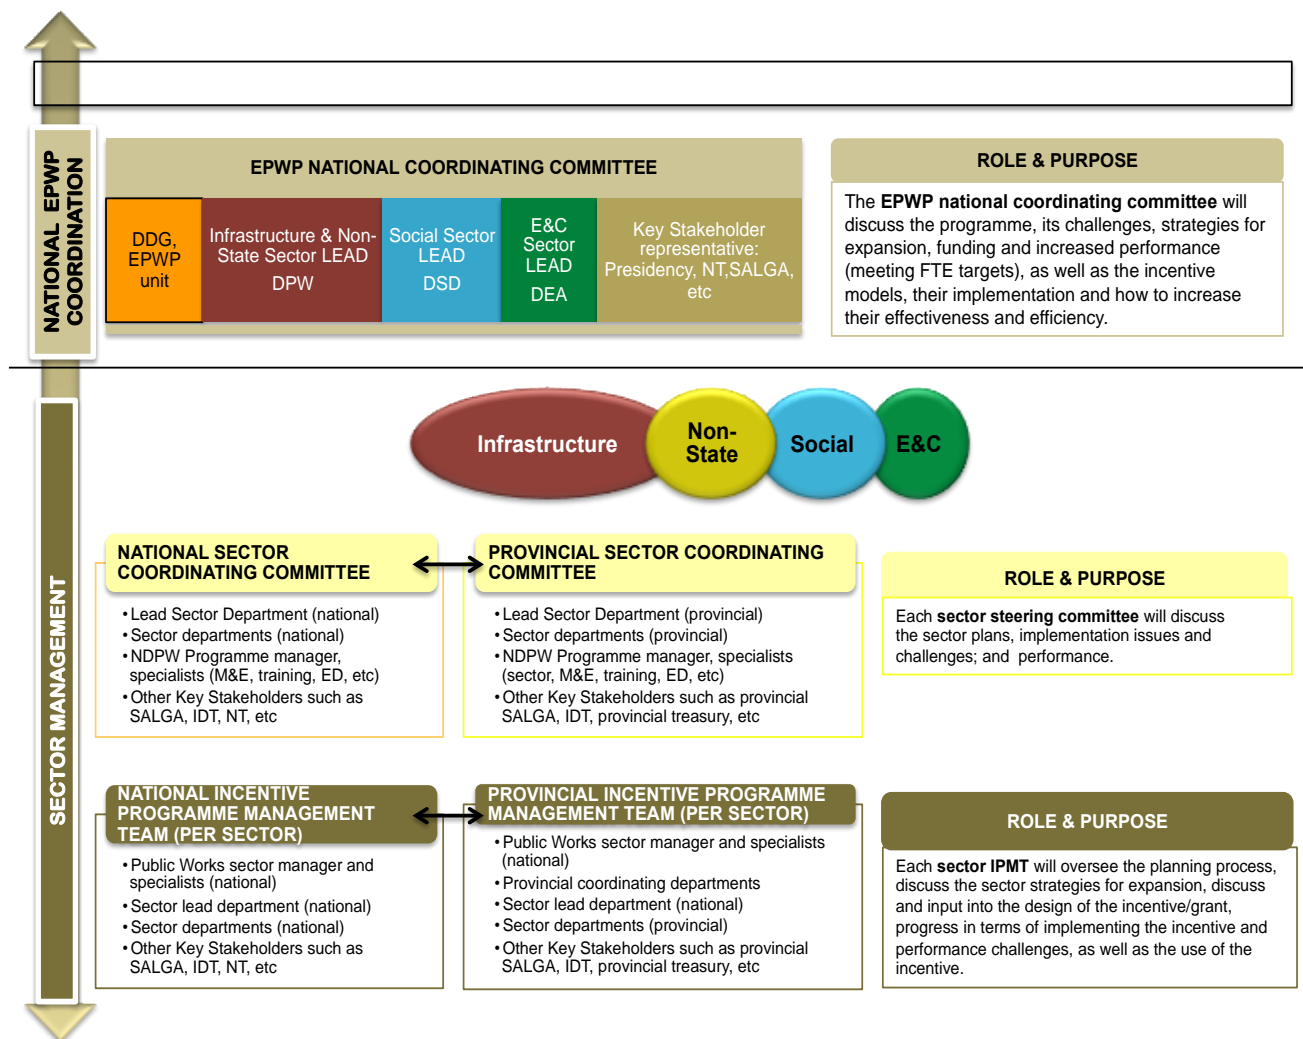 NATIONAL EPWP
COORDINATION
EPWP NATIONAL COORDINATING COMMITTEE
DDG,
EPWP
unit
Infrastructure & Non-
State Sector LEAD
DPW
Social Sector
LEAD
DSD
E&C
Sector
LEAD
DEA
Key Stakeholder
representative:
Presidency, NT,SALGA,
etc
ROLE & PURPOSE
The EPWP national coordinating committee will
discuss the programme, its challenges, strategies for
expansion, funding and increased performance
(meeting FTE targets), as well as the incentive
models, their implementation and how to increase
their effectiveness and efficiency.
SECTOR MANAGEMENT
Infrastructure
Non-
State
Social
E&C
NATIONAL SECTOR
COORDINATING COMMITTEE
• Lead Sector Department (national)
• Sector departments (national)
• NDPW Programme manager,
specialists (M&E, training, ED, etc)
• Other Key Stakeholders such as
SALGA, IDT, NT, etc
PROVINCIAL SECTOR COORDINATING
COMMITTEE
• Lead Sector Department (provincial)
• Sector departments (provincial)
• NDPW Programme manager, specialists
(sector, M&E, training, ED, etc)
• Other Key Stakeholders such as provincial
SALGA, IDT, provincial treasury, etc
ROLE & PURPOSE
Each sector steering committee will discuss
the sector plans, implementation issues and
challenges; and performance.
NATIONAL INCENTIVE
PROGRAMME MANAGEMENT
TEAM (PER SECTOR)
• Public Works sector manager and
specialists (national)
• Sector lead department (national)
• Sector departments (national)
• Other Key Stakeholders such as
SALGA, IDT, NT, etc
PROVINCIAL INCENTIVE PROGRAMME
MANAGEMENT TEAM (PER SECTOR)
• Public Works sector manager and specialists
(national)
• Provincial coordinating departments
• Sector lead department (national)
• Sector departments (provincial)
• Other Key Stakeholders such as provincial
SALGA, IDT, provincial treasury, etc
ROLE & PURPOSE
Each sector IPMT will oversee the planning process,
discuss the sector strategies for expansion, discuss
and input into the design of the incentive/grant,
progress in terms of implementing the incentive and
performance challenges, as well as the use of the
incentive.